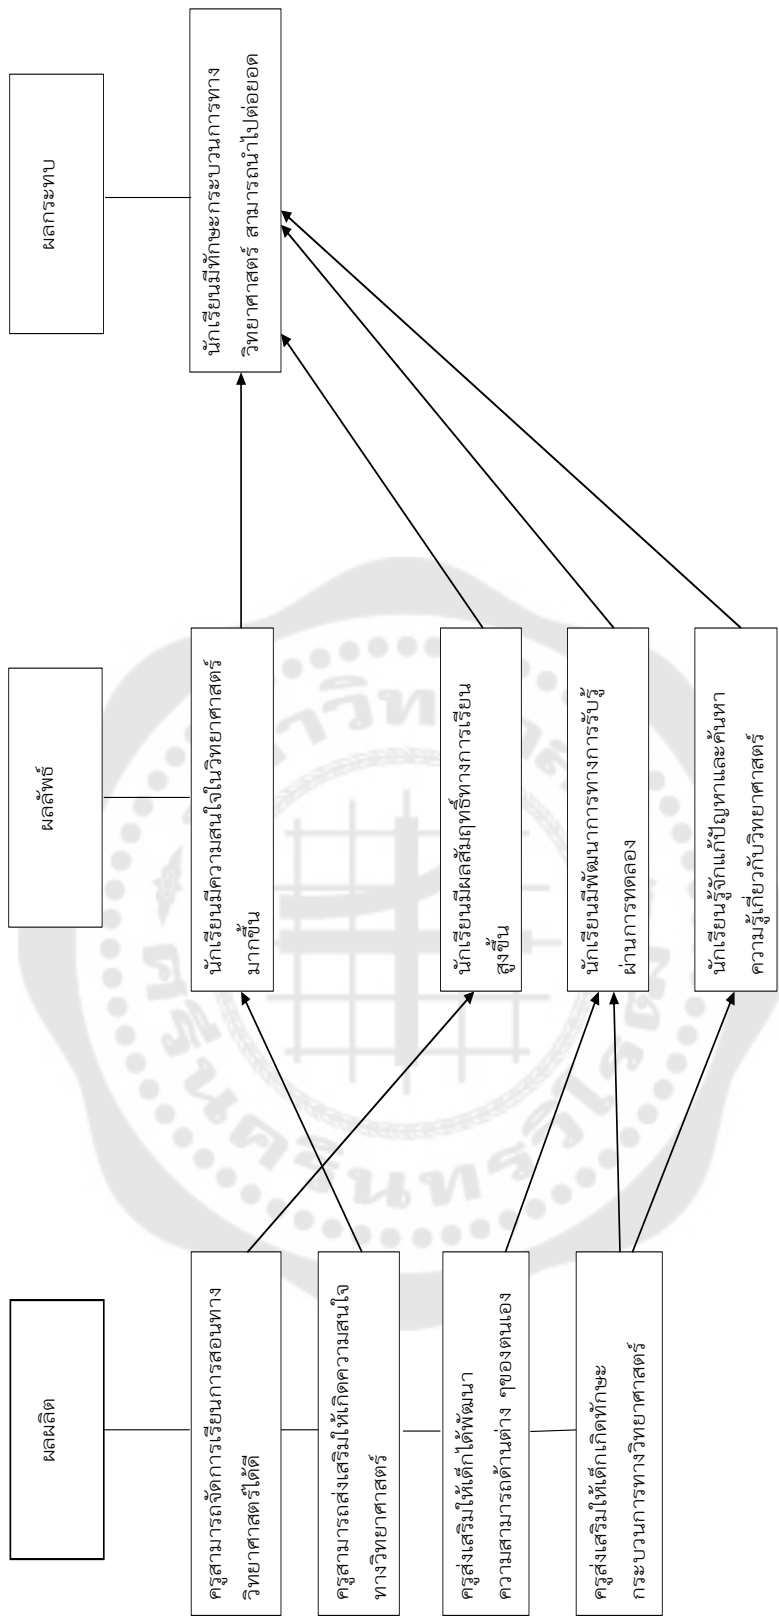 ผลผลิต
ครูสามารถจัดการเรียนการสอนทาง
วิทยาศาสตร์ได้ดี
ครูสามารถส่งเสริมให้เกิดความสนใจ
ทางวิทยาศาสตร์
ครูส่งเสริมให้เด็กได้พัฒนา
ความสามารถด้านต่าง ๆของตนเอง
ครูส่งเสริมให้เด็กเกิดทักษะ
กระบวนการทางวิทยาศาสตร์
ผลลัพธ์
นักเรียนมีความสนใจในวิทยาศาสตร์
มากขึ้น
นักเรียนมีผลสัมฤทธิ์ทางการเรียน
สูงขึ้น
นักเรียนมีพัฒนาการทางการรับรู้
ผ่านการทดลอง
นักเรียนรู้จักแก้ปัญหาและค้นหา
ความรู้เกี่ยวกับวิทยาศาสตร์
ผลกระทบ
นักเรียนมีทักษะกระบวนการทาง
วิทยาศาสตร์ สามารถนำไปต่อยอด